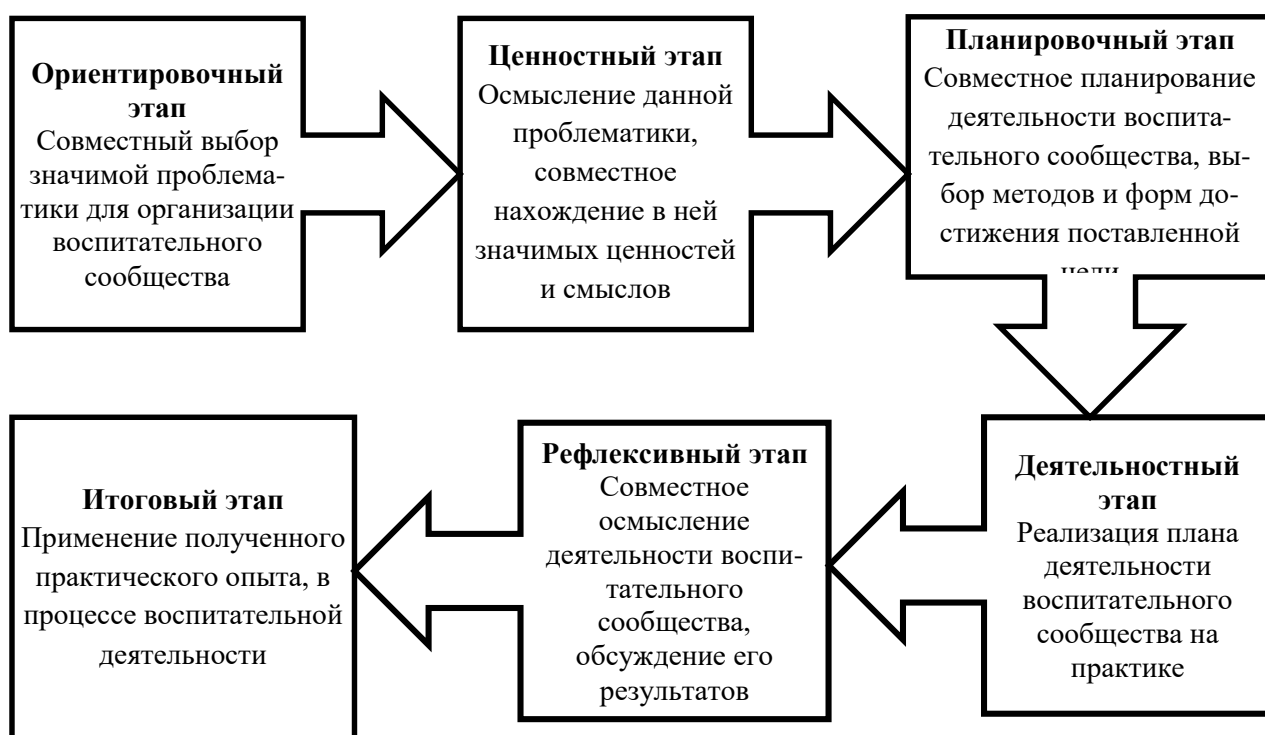 Ориентировочный
этап
Совместный выбор
значимой проблема-
тики для организации
воспитательного
сообщества
Ценностный этап
Осмысление данной
проблематики,
совместное
нахождение в ней
значимых ценностей
и смыслов
Планировочный этап
Совместное планирование
деятельности воспита-
тельного сообщества, вы-
бор методов и форм до-
стижения поставленной
цели
Деятельностный
этап
Реализация плана
деятельности
воспитательного
сообщества на
практике
Рефлексивный этап
Совместное
осмысление
деятельности воспи-
тательного
сообщества,
обсуждение его
результатов
Итоговый этап
Применение полученного
практического опыта, в
процессе воспитательной
деятельности